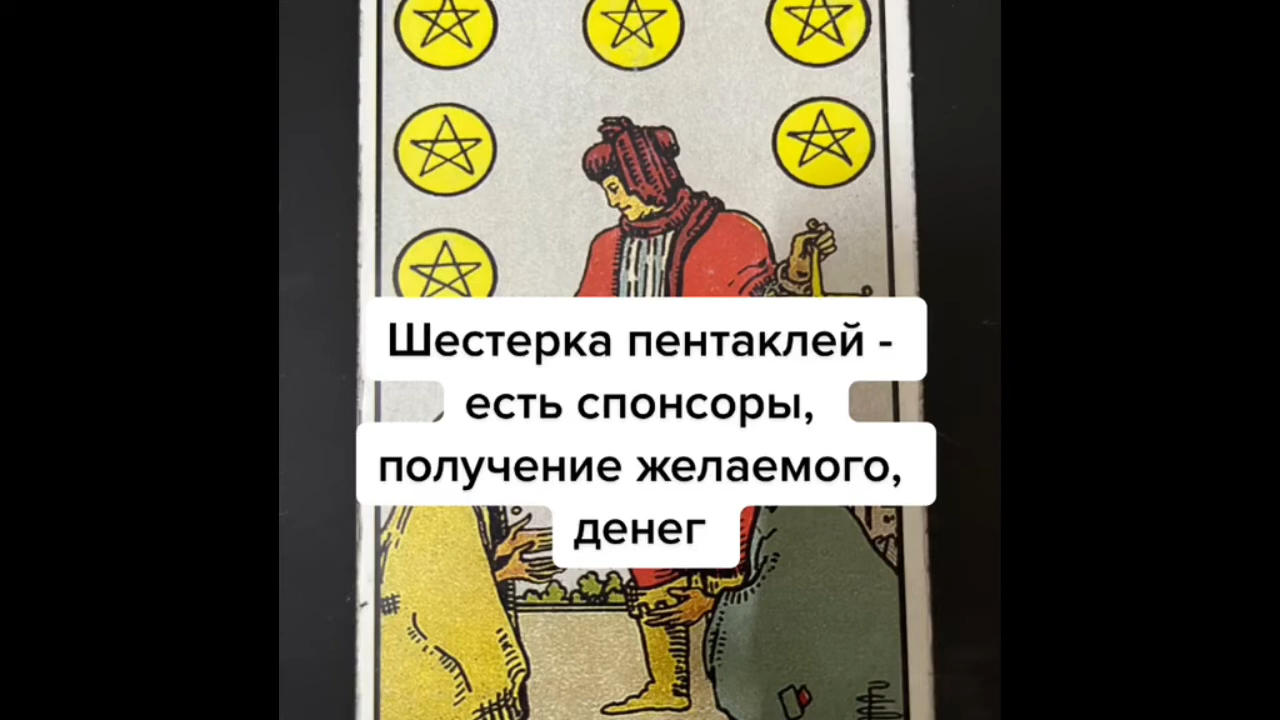 Шестерка пентаклей -
есть спонсоры,
получение желаемого,
денег